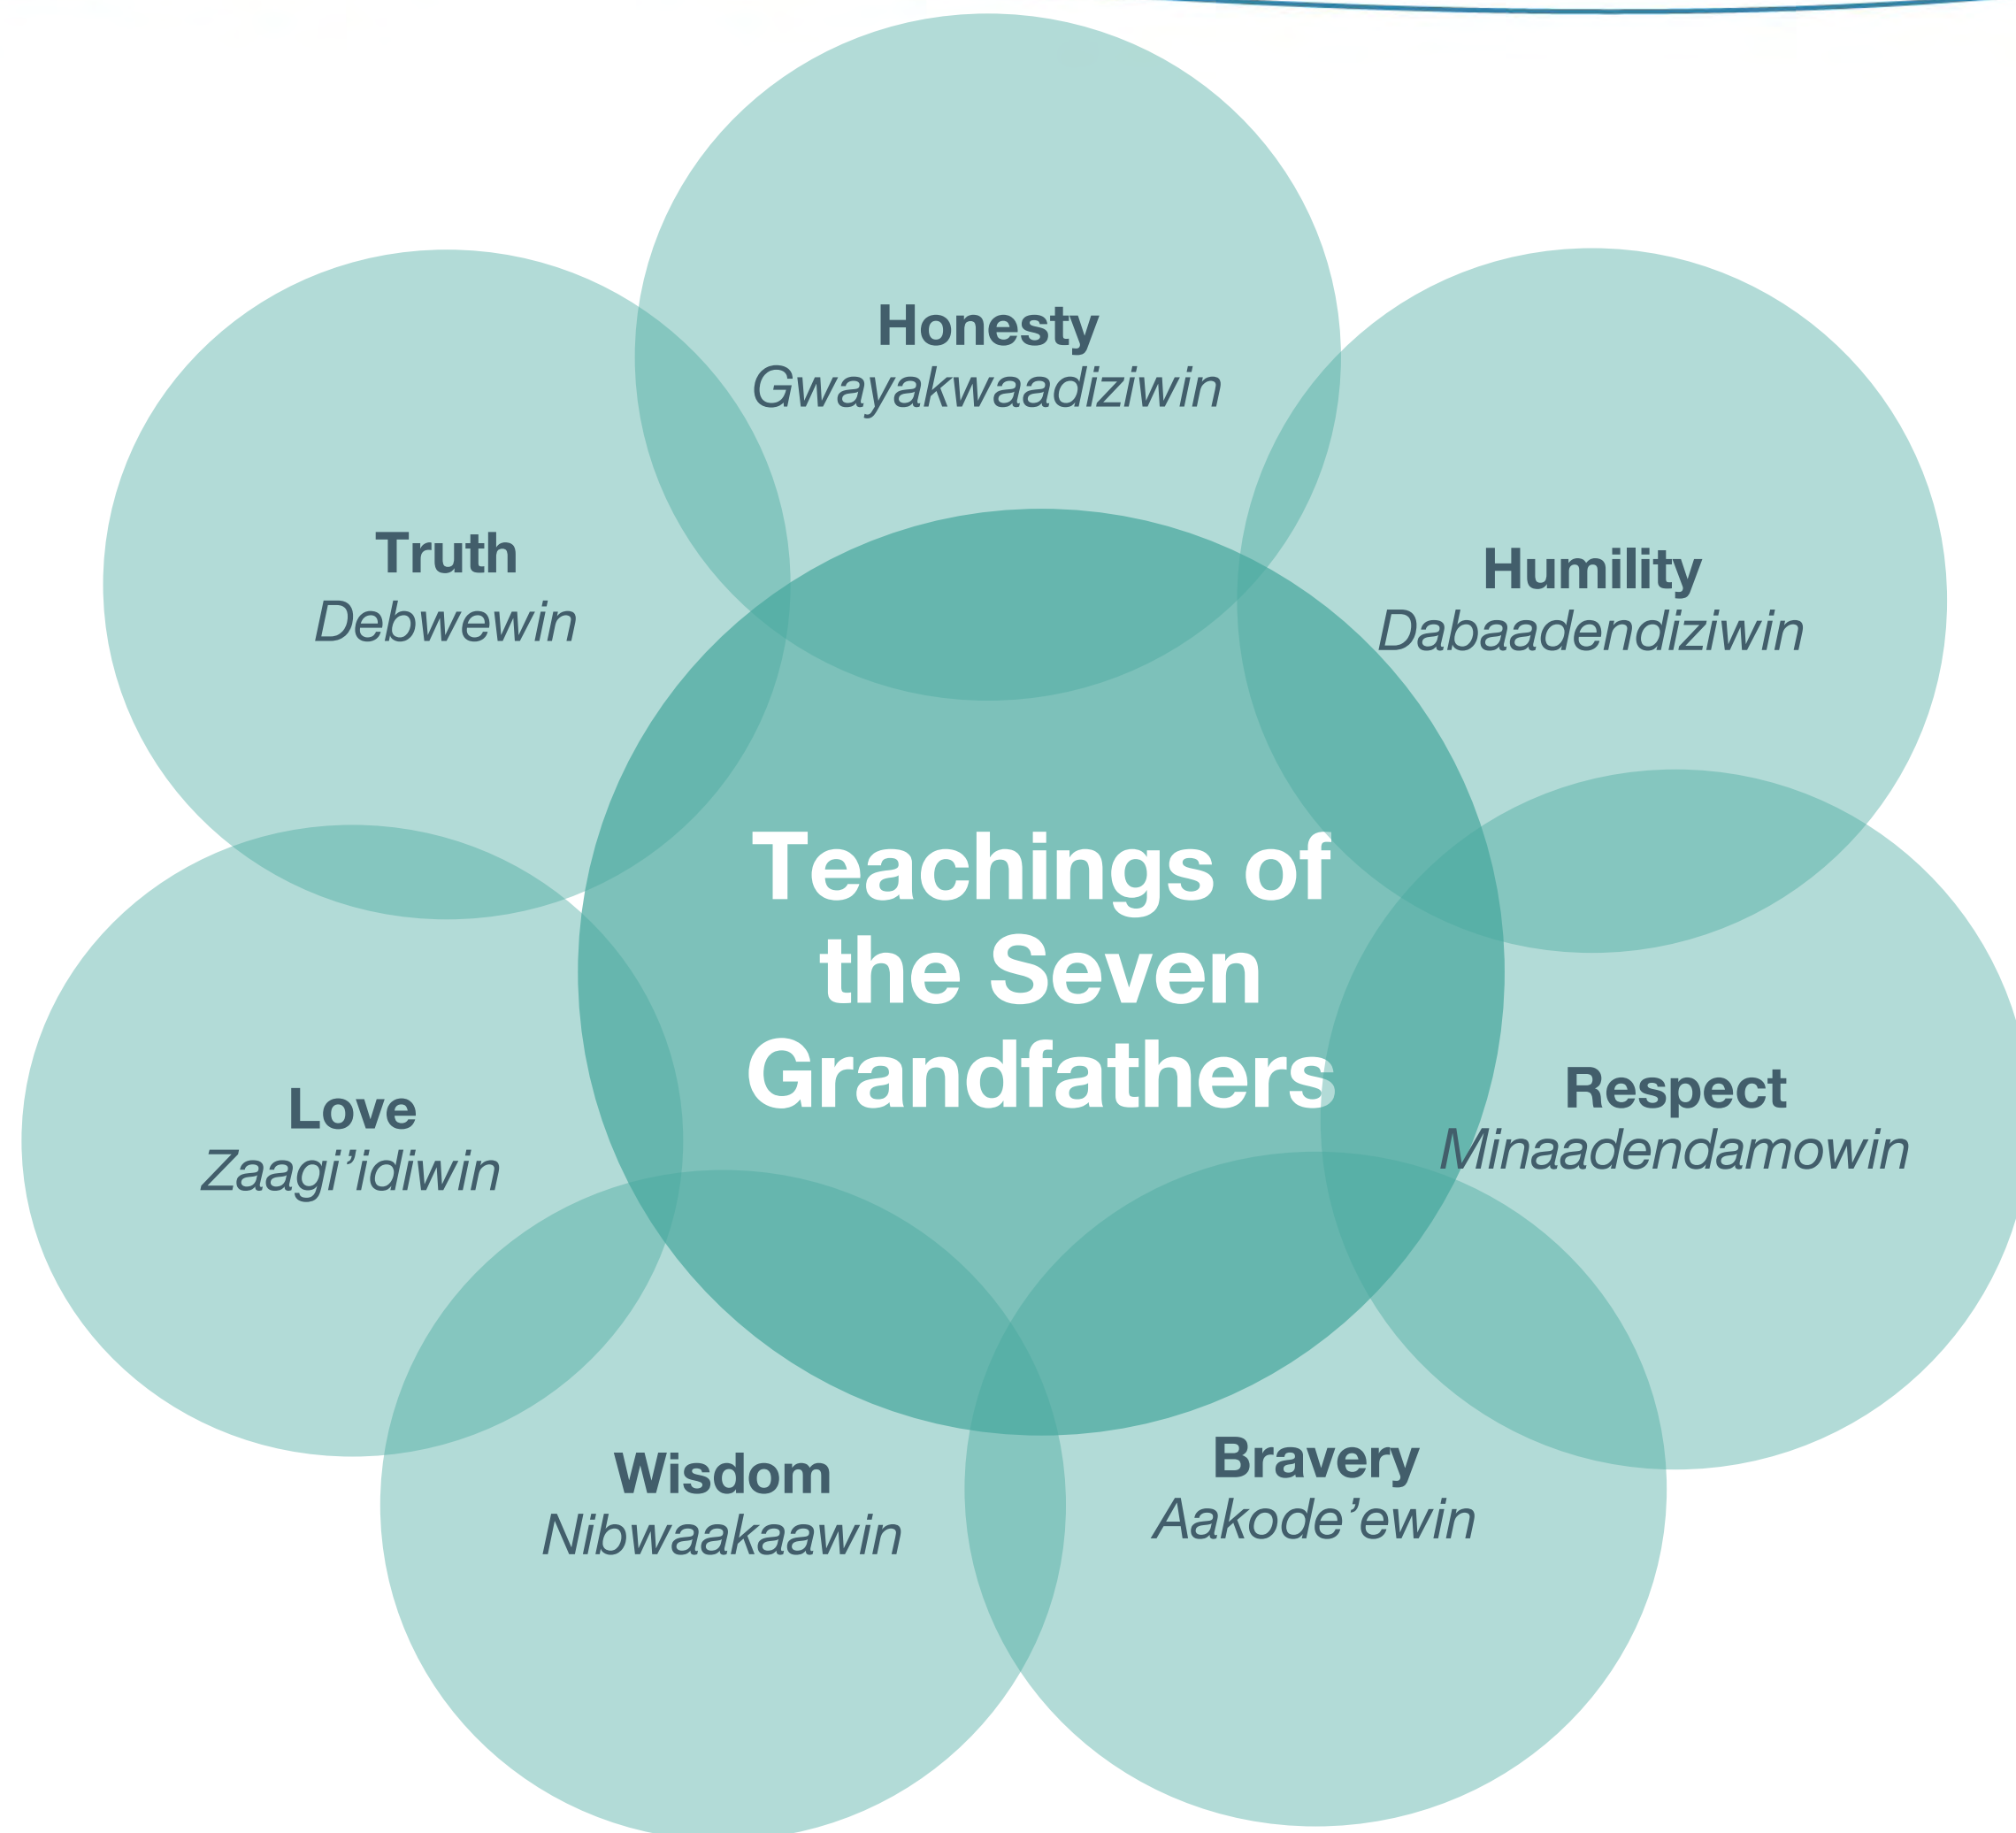 Honesty
Gwayakwaadiziwin
Truth
Debwewin
Humility
Dabaadendiziwin
Teachings of
the Seven
Grandfathers
Love
Zaagi’idiwin
Respect
Minaadendamowin
Wisdom
Nibwaakaawin
Bravery
Aakode’ewin